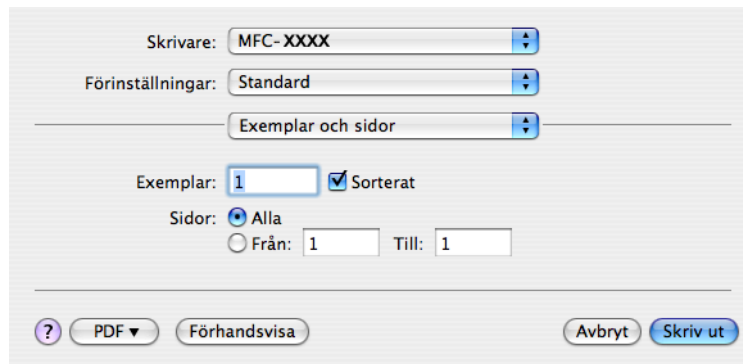 Skrivare: MFC-XXXX
Förinställningar: Standard
Exemplar och sidor
Exemplar: 1 Sorterat
Sidor: Alla
Från: 1 Till: 1
? PDF ▼ Förhandsvisa Avbryt Skriv ut